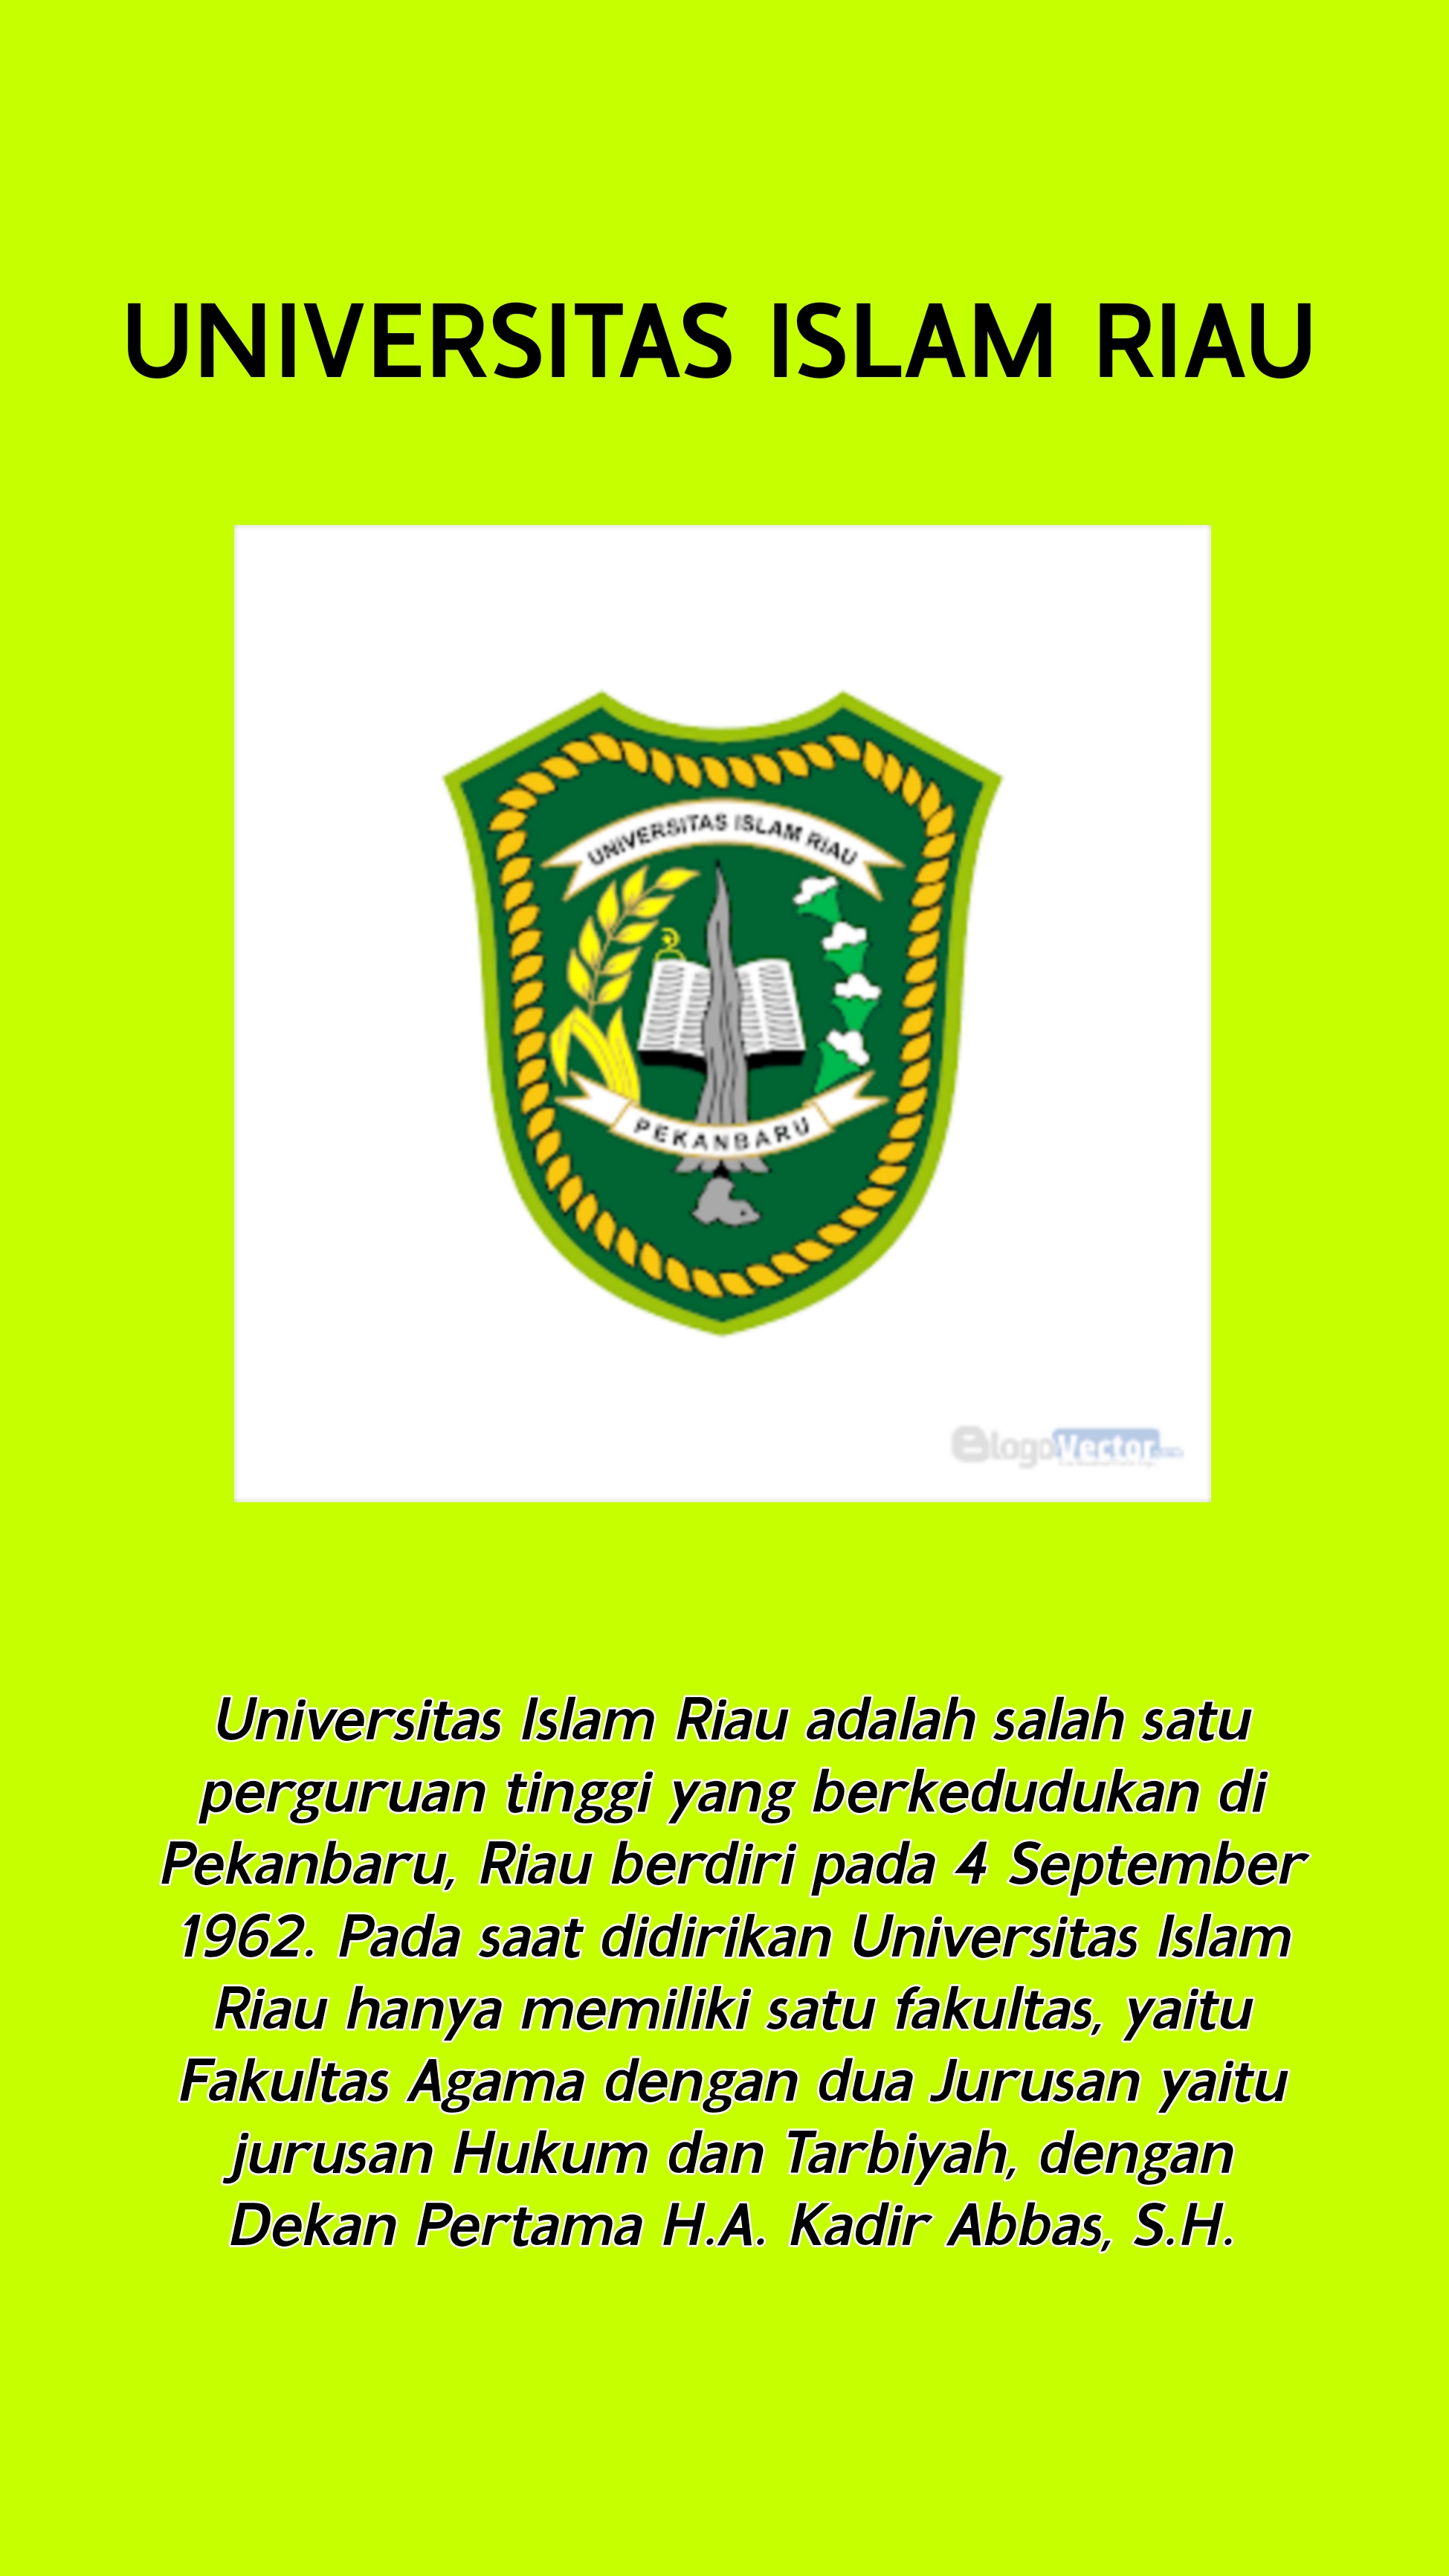 UNIVERSITAS ISLAM RIAU
UNIVERSITAS ISLAM RIAU
PEKANBARU
BlogoVector
Universitas Islam Riau adalah salah satu
perguruan tinggi yang berkedudukan di
Pekanbaru, Riau berdiri pada 4 September
1962. Pada saat didirikan Universitas Islam
Riau hanya memiliki satu fakultas, yaitu
Fakultas Agama dengan dua Jurusan yaitu
jurusan Hukum dan Tarbiyah, dengan
Dekan Pertama H.A. Kadir Abbas, S.H.